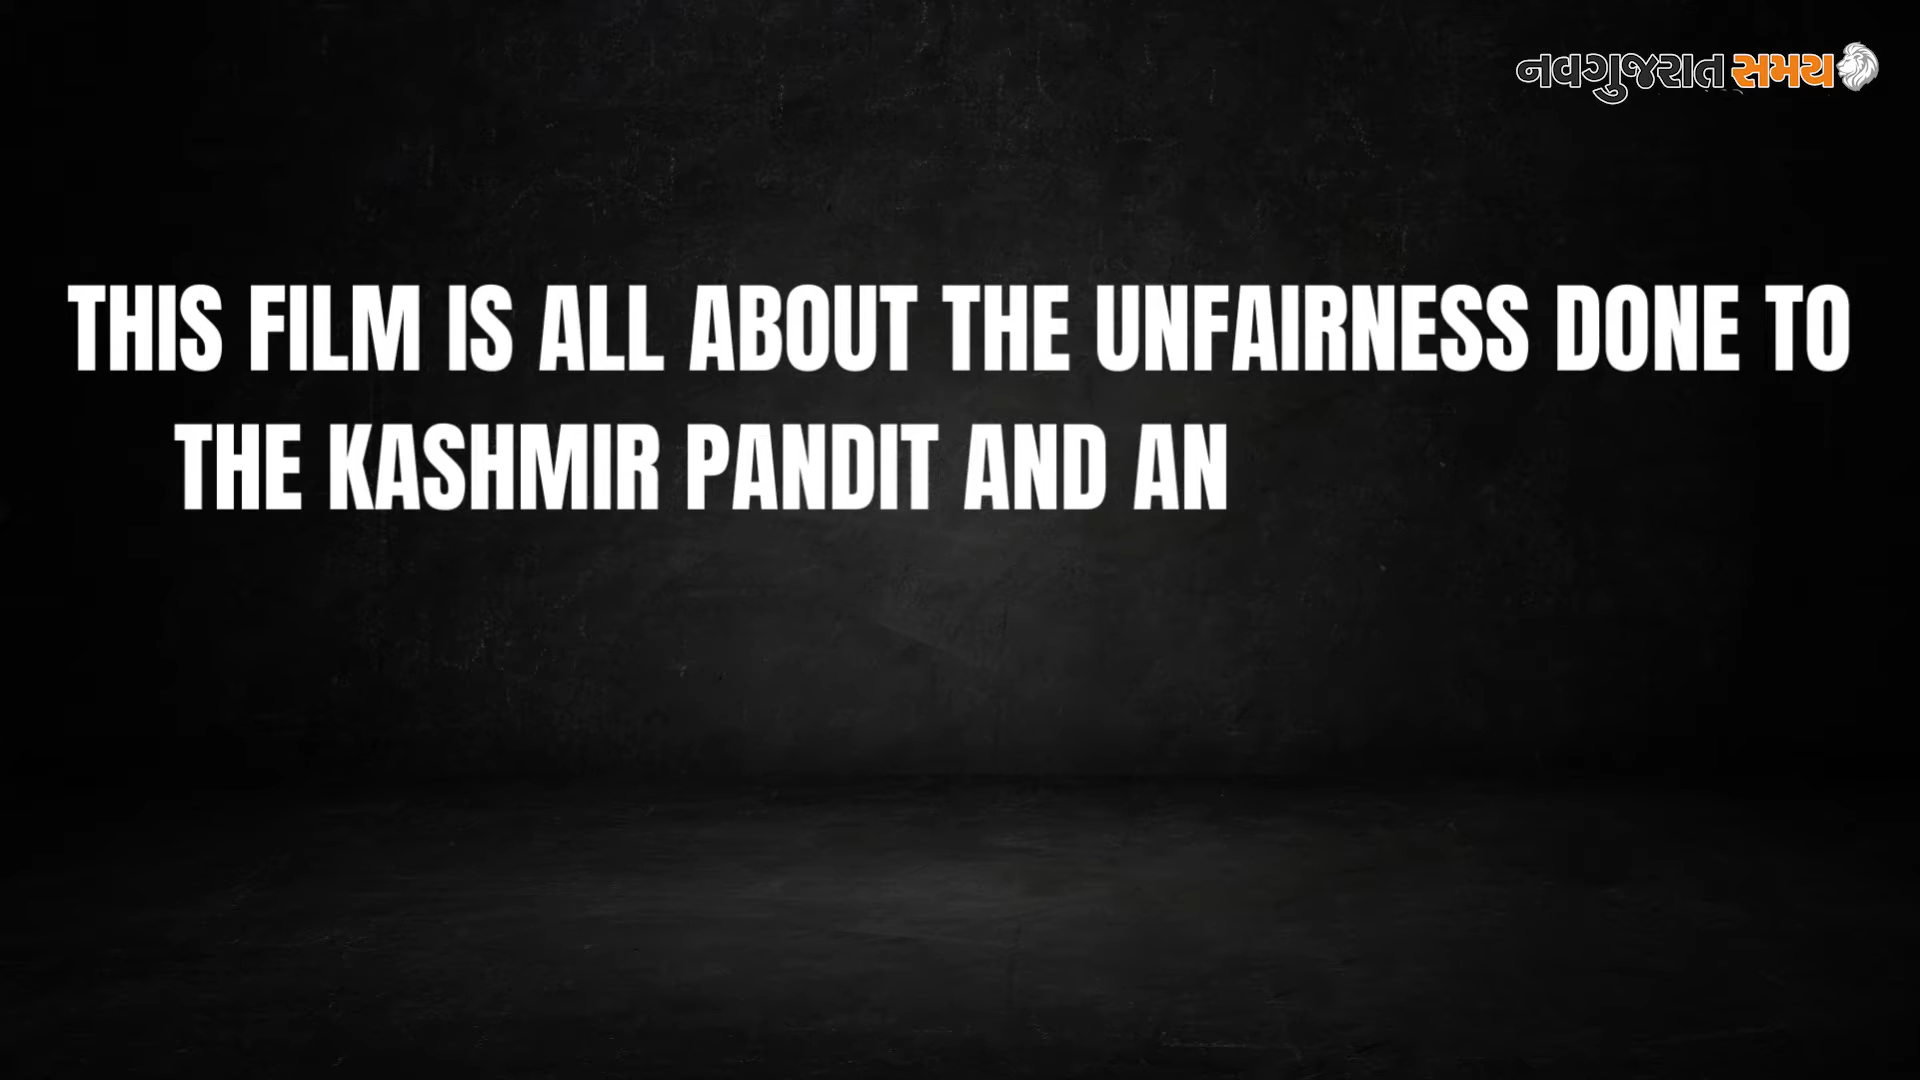 નવગુજરાત સમય
THIS FILM IS ALL ABOUT THE UNFAIRNESS DONE TO
THE KASHMIR PANDIT AND AN